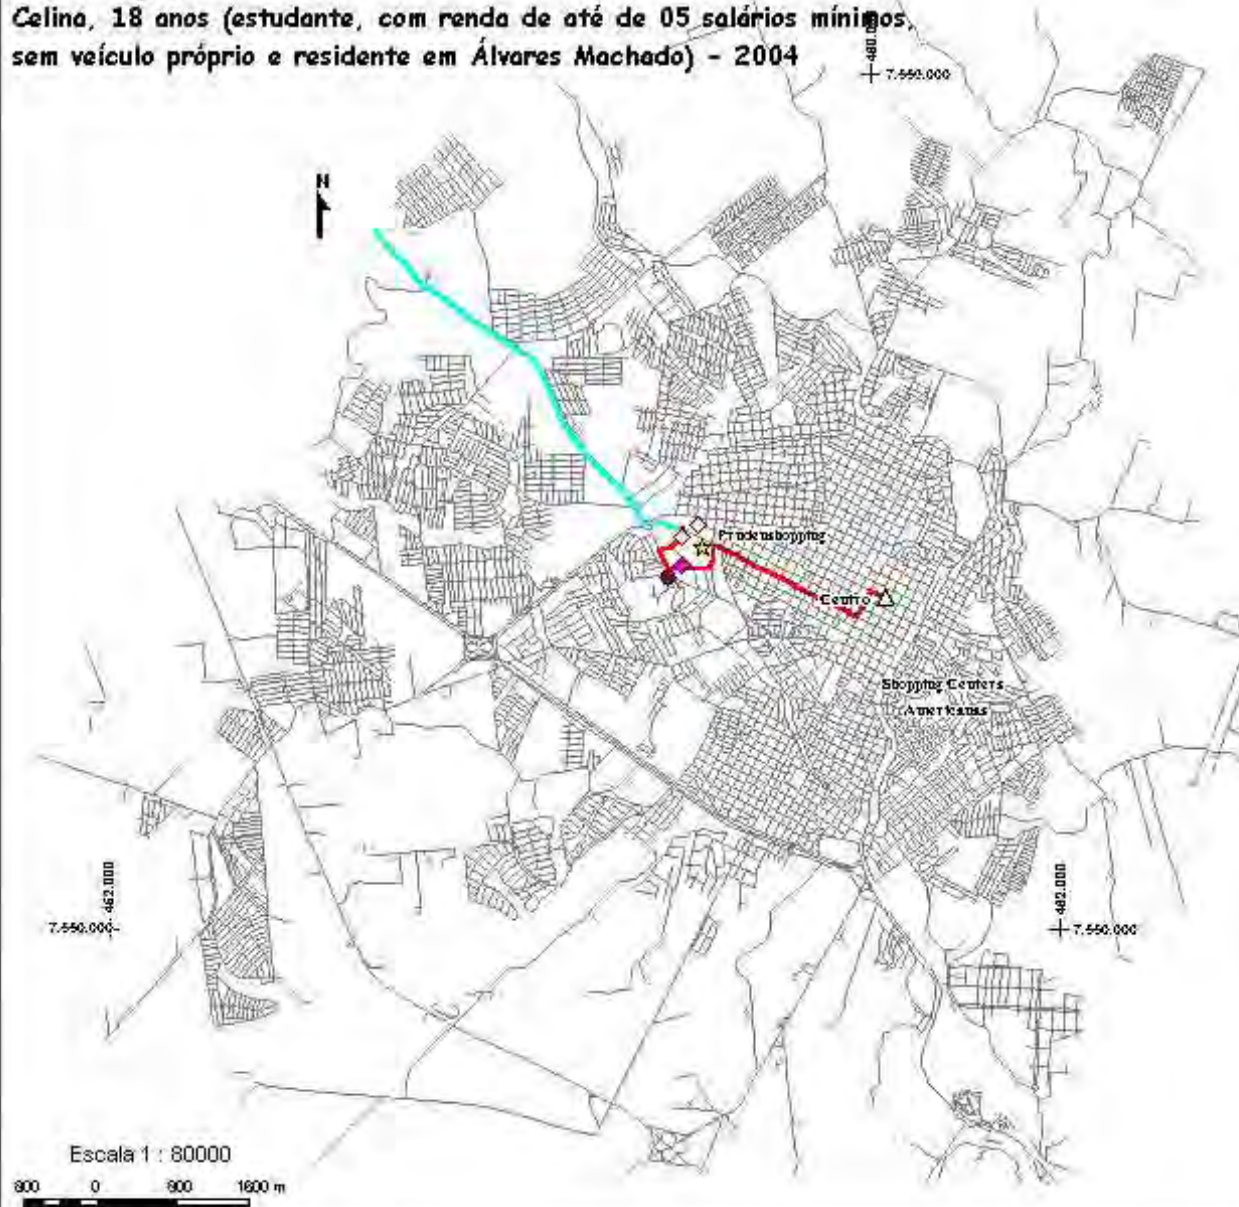 Celina, 18 anos (estudante, com renda de até de 05 salários mínimos,
sem veículo próprio e residente em Álvares Machado) - 2004
7.550.000
N
Prudenshopping
Centro
Shopping Centers
Americanas
462.000
7.550.000
482.000
7.550.000
Escala 1 : 80000
800 0 800 1600 m